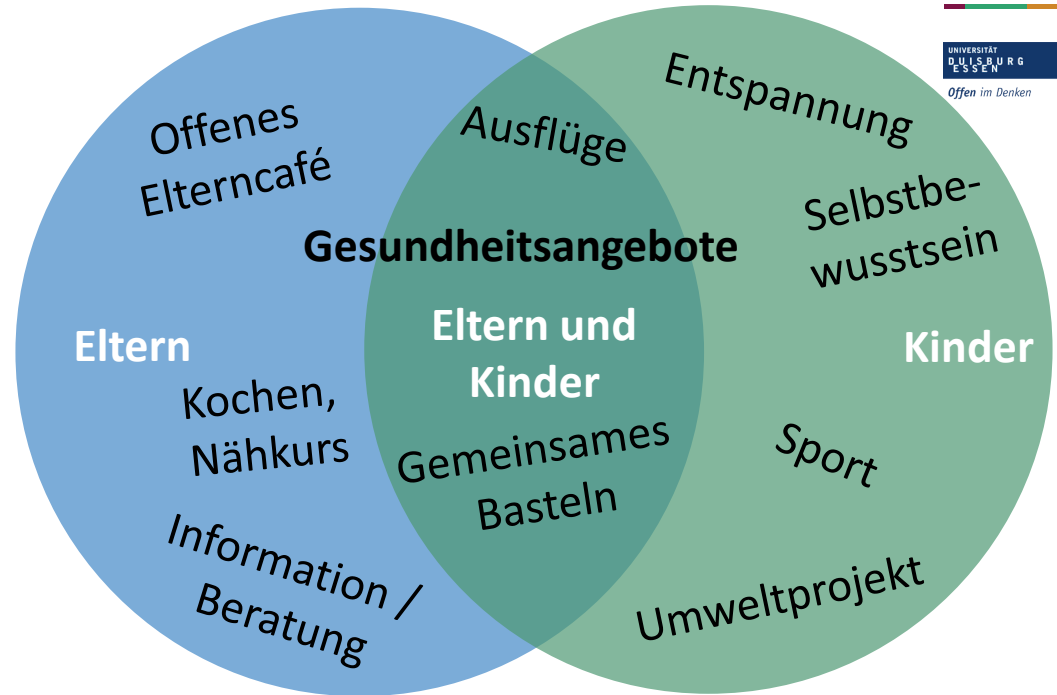 UNIVERSITÄT
DUISBURG
ESSEN
Offen im Denken
Offenes
Elterncafé
Ausflüge
Entspannung
Selbstbe-
wusstsein
Gesundheitsangebote
Eltern
Eltern und
Kinder
Kinder
Kochen,
Nähkurs
Gemeinsames
Basteln
Sport
Information /
Beratung
Umweltprojekt